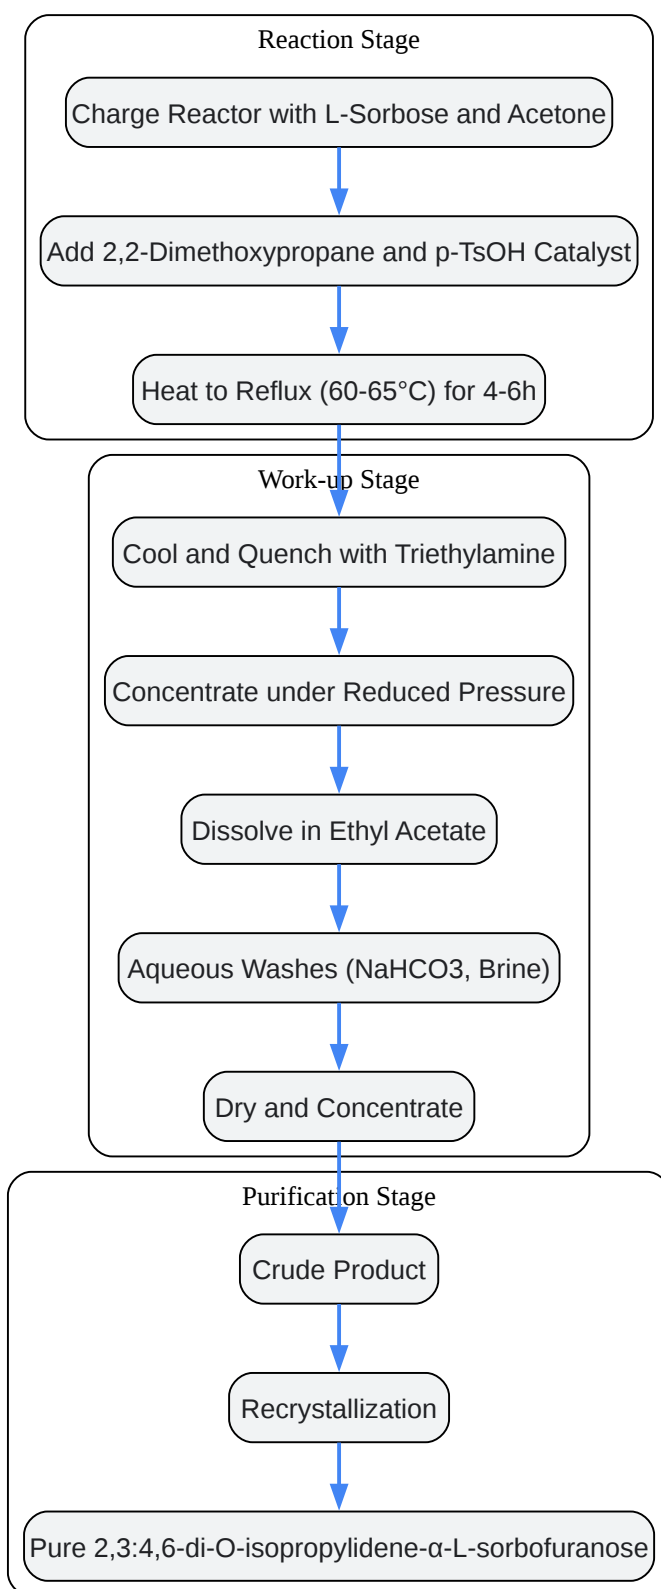 Reaction Stage
Charge Reactor with L-Sorbose and Acetone
Add 2,2-Dimethoxypropane and p-TsOH Catalyst
Heat to Reflux (60-65°C) for 4-6h
Work-up Stage
Cool and Quench with Triethylamine
Concentrate under Reduced Pressure
Dissolve in Ethyl Acetate
Aqueous Washes (NaHCO3, Brine)
Dry and Concentrate
Purification Stage
Crude Product
Recrystallization
Pure 2,3:4,6-di-O-isopropylidene-α-L-sorbofuranose